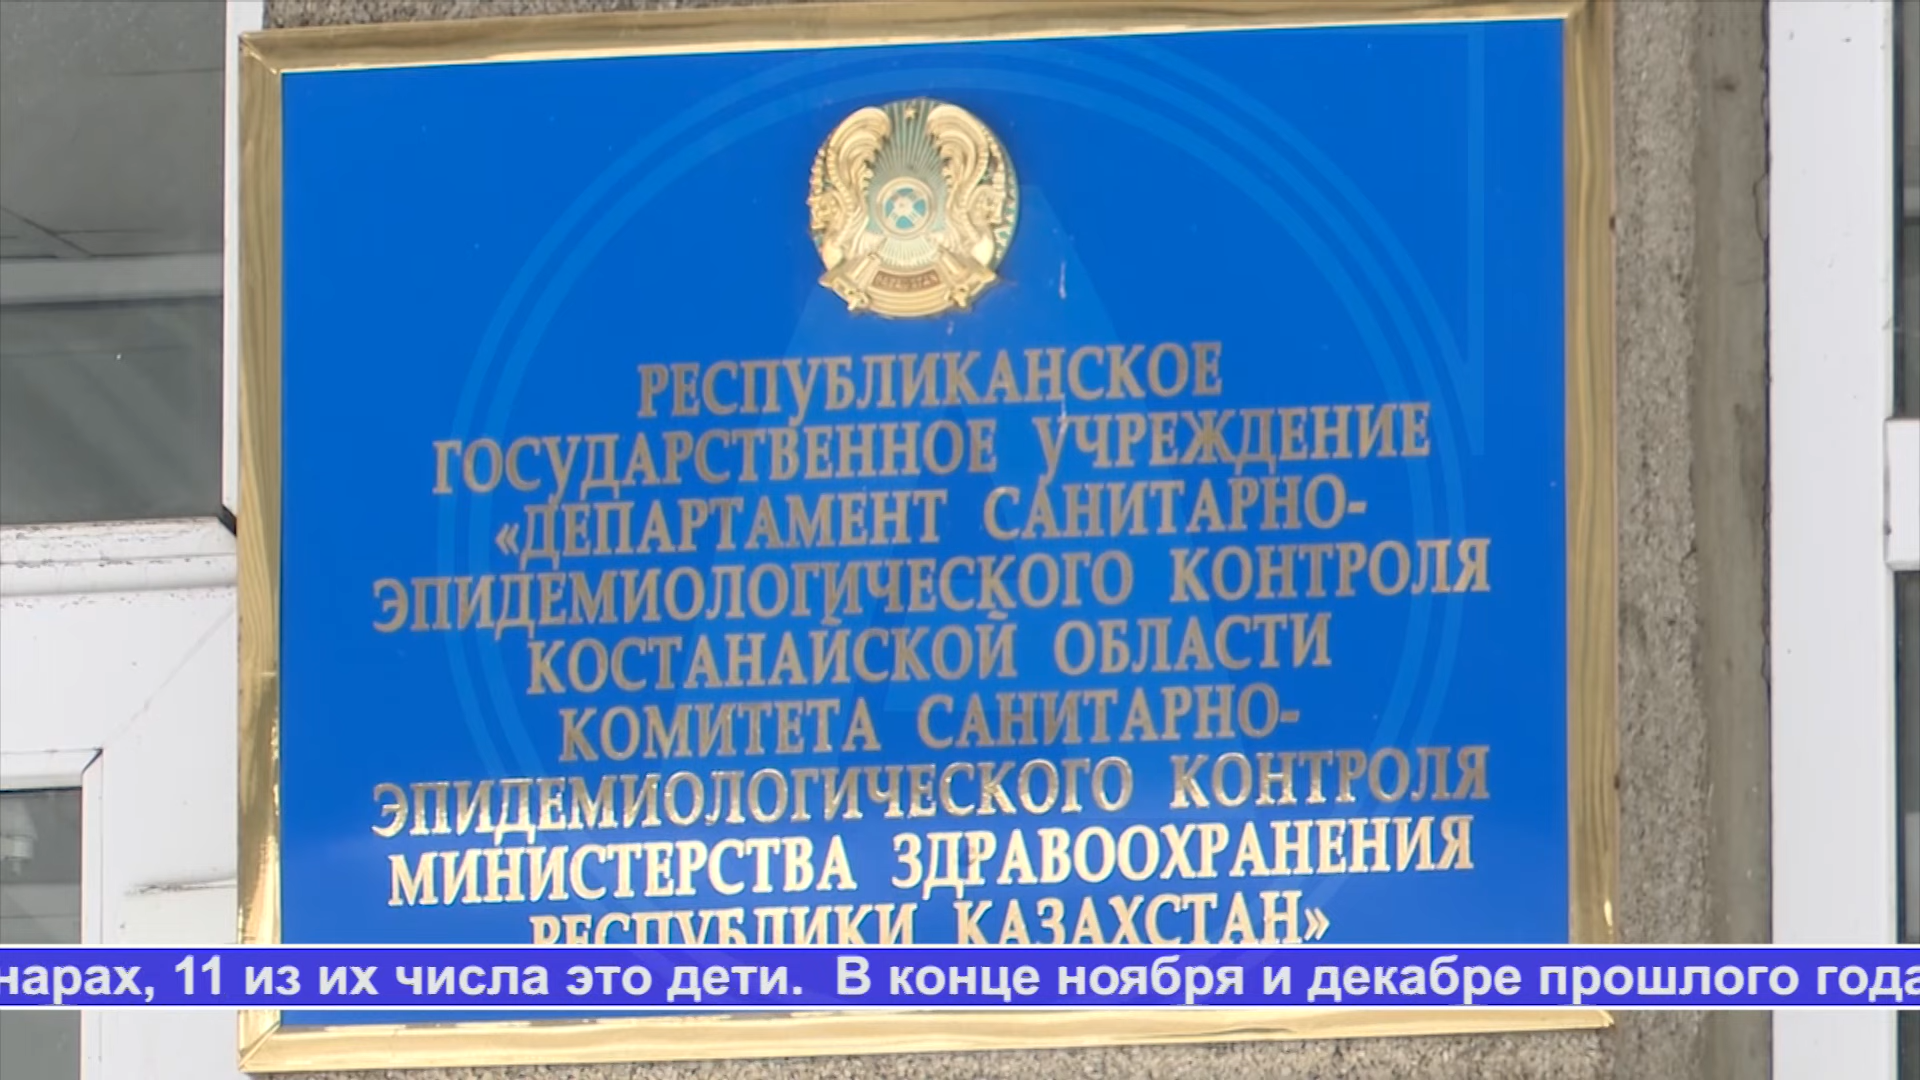 РЕСПУБЛИКАНСКОЕ
ГОСУДАРСТВЕННОЕ УЧРЕЖДЕНИЕ
«ДЕПАРТАМЕНТ САНИТАРНО-
ЭПИДЕМИОЛОГИЧЕСКОГО КОНТРОЛЯ
КОСТАНАЙСКОЙ ОБЛАСТИ
КОМИТЕТА САНИТАРНО-
ЭПИДЕМИОЛОГИЧЕСКОГО КОНТРОЛЯ
МИНИСТЕРСТВА ЗДРАВООХРАНЕНИЯ
РЕСПУБЛИКИ КАЗАХСТАН»
нарах, 11 из их числа это дети. В конце ноября и декабре прошлого года